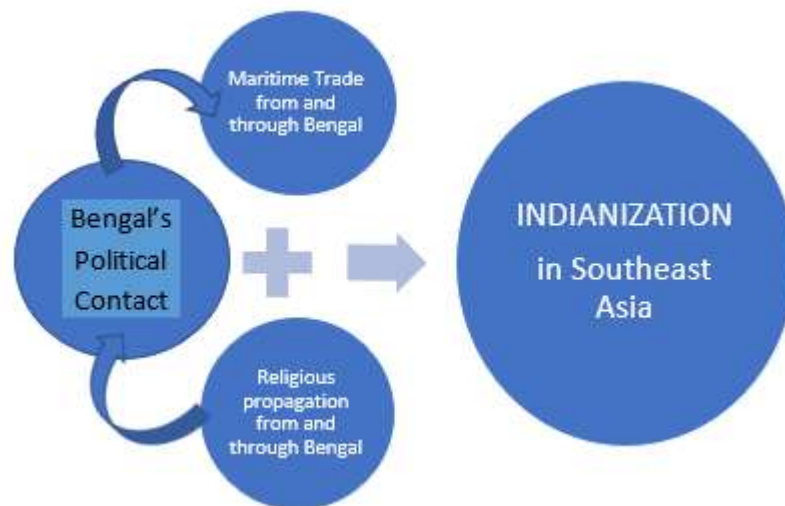 Maritime Trade
from and
through Bengal
Bengal's
Political
Contact
Religious
propagation
from and
through Bengal
INDIANIZATION
in Southeast
Asia